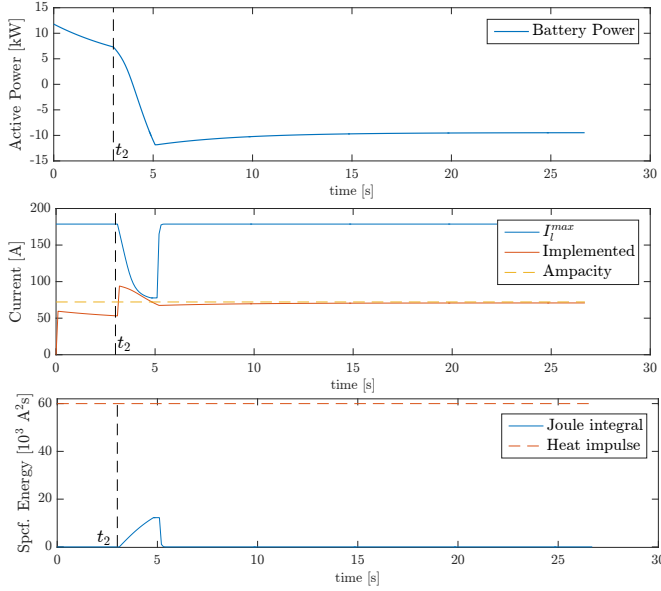 Active Power [kW]
15
10
5
0
-5
-10
-15
Battery Power
t2
0 5 10 15 20 25 30
time [s]
Current [A]
200
150
100
50
0
I_l^max
Implemented
Ampacity
t2
0 5 10 15 20 25 30
time [s]
Spcf. Energy [10³ A²s]
60
40
20
0
Joule integral
Heat impulse
t2
0 5 10 15 20 25 30
time [s]